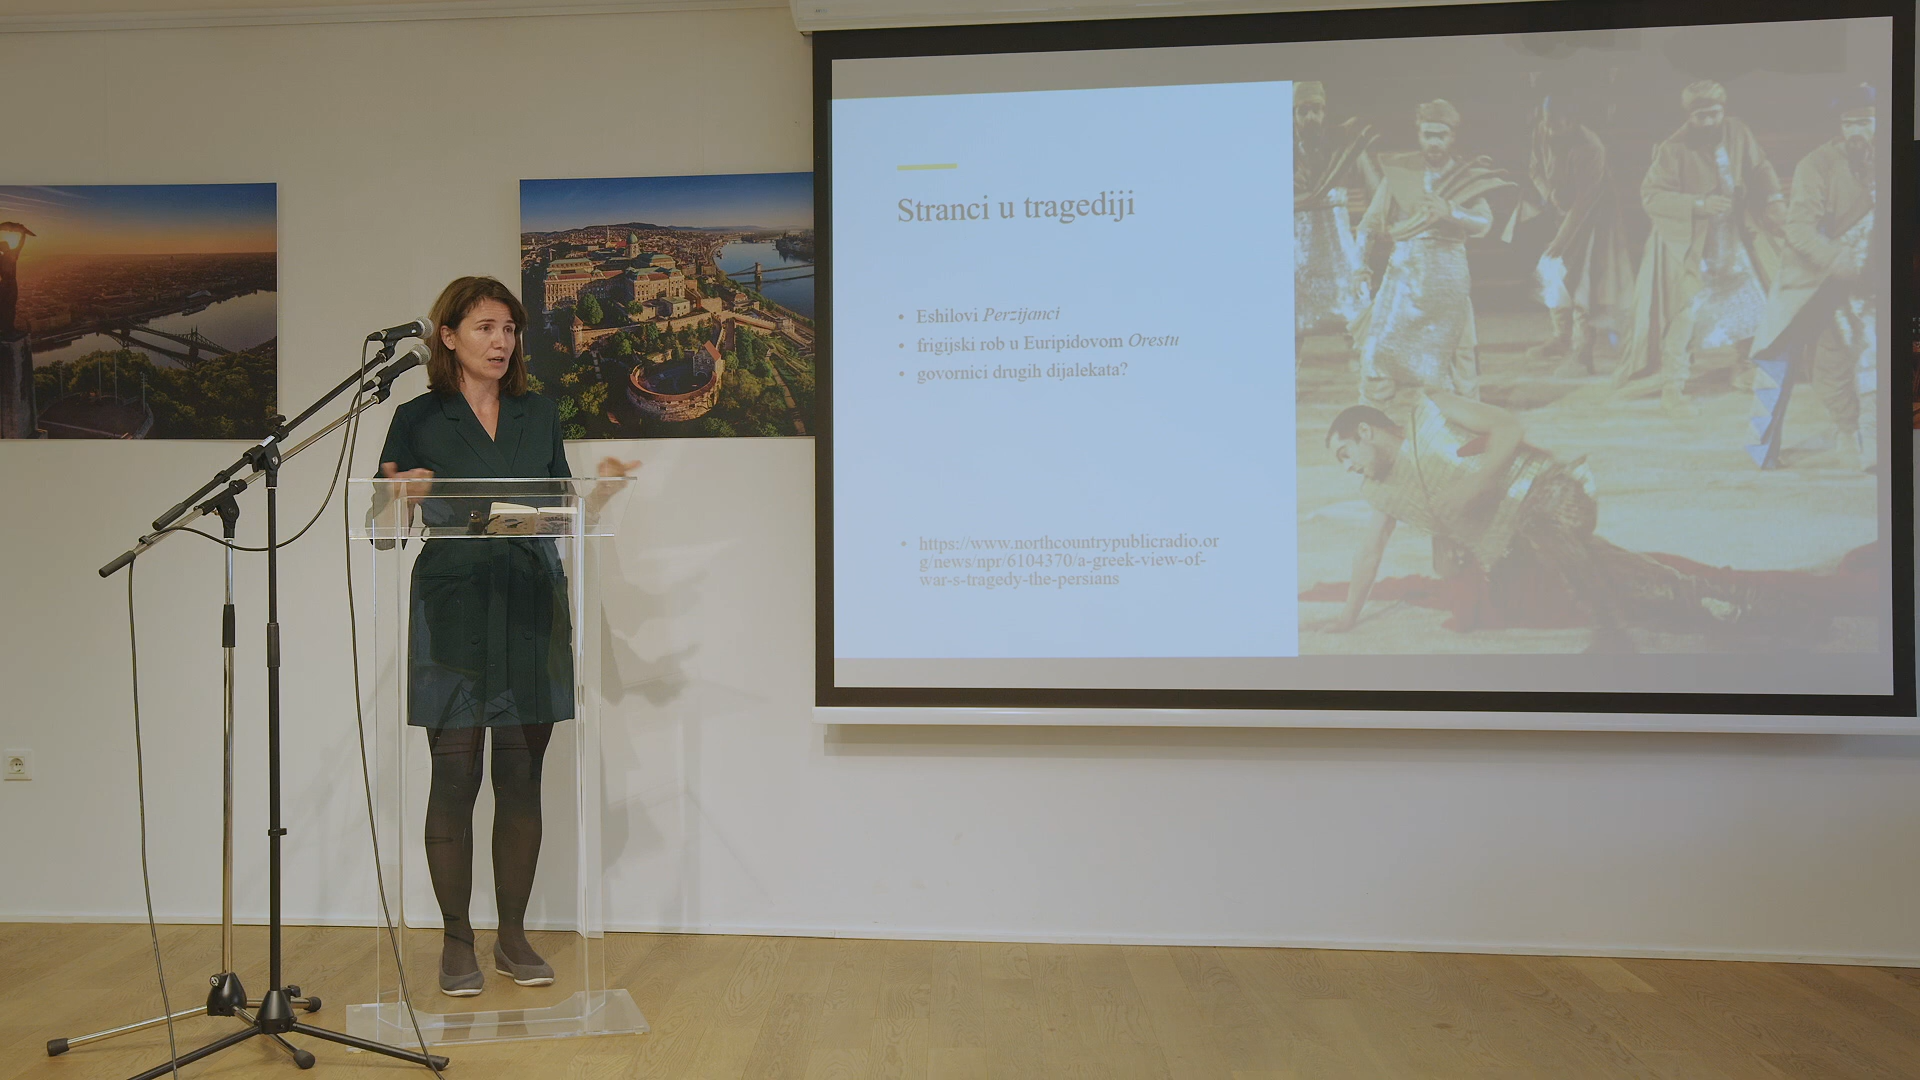 Stranci u tragediji
• Eshilovi Perzijanci
• frigijski rob u Euripidovom Orestu
• govornici drugih dijalekata?
• https://www.northcountrypublicradio.or
g/news/npr/6104370/a-greek-view-of-
war-s-tragedy-the-persians